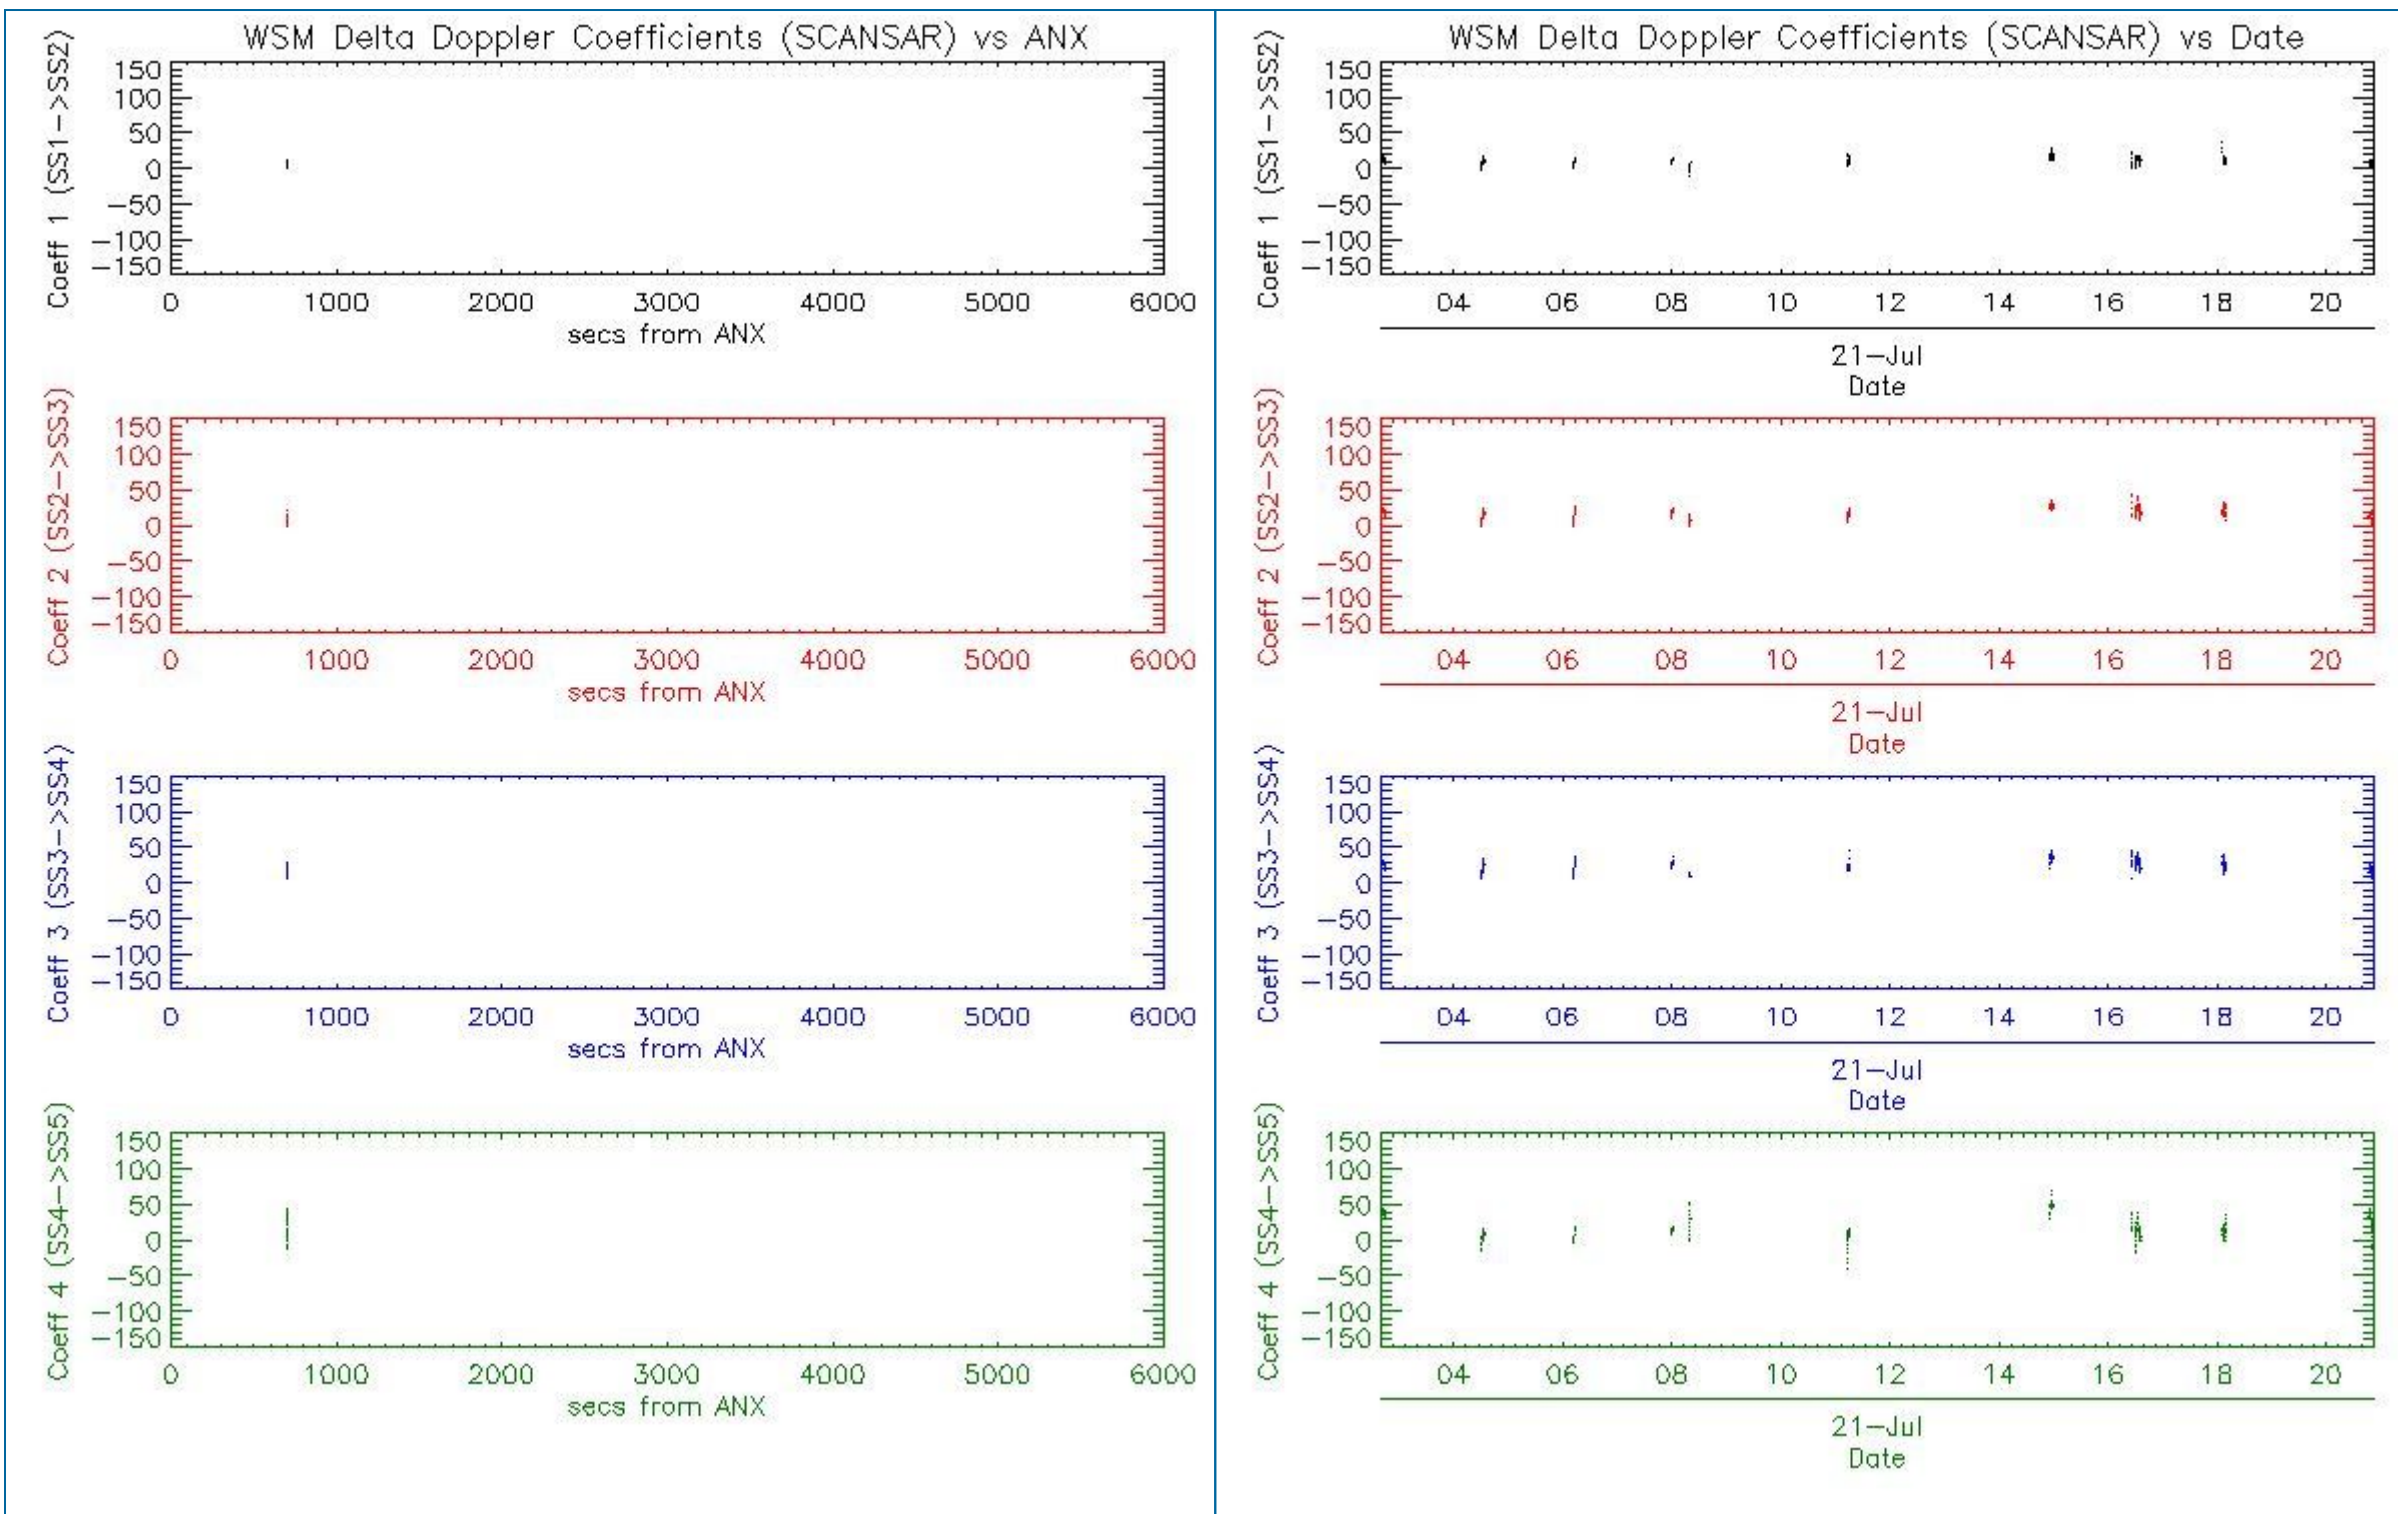 WSM Delta Doppler Coefficients (SCANSAR) vs ANX
Coeff 1 (SS1->SS2)
150
100
50
0
-50
-100
-150
0 1000 2000 3000 4000 5000 6000
secs from ANX
Coeff 2 (SS2->SS3)
150
100
50
0
-50
-100
-150
0 1000 2000 3000 4000 5000 6000
secs from ANX
Coeff 3 (SS3->SS4)
150
100
50
0
-50
-100
-150
0 1000 2000 3000 4000 5000 6000
secs from ANX
Coeff 4 (SS4->SS5)
150
100
50
0
-50
-100
-150
0 1000 2000 3000 4000 5000 6000
secs from ANX
WSM Delta Doppler Coefficients (SCANSAR) vs Date
Coeff 1 (SS1->SS2)
150
100
50
0
-50
-100
-150
04 06 08 10 12 14 16 18 20
21-Jul
Date
Coeff 2 (SS2->SS3)
150
100
50
0
-50
-100
-150
04 06 08 10 12 14 16 18 20
21-Jul
Date
Coeff 3 (SS3->SS4)
150
100
50
0
-50
-100
-150
04 06 08 10 12 14 16 18 20
21-Jul
Date
Coeff 4 (SS4->SS5)
150
100
50
0
-50
-100
-150
04 06 08 10 12 14 16 18 20
21-Jul
Date